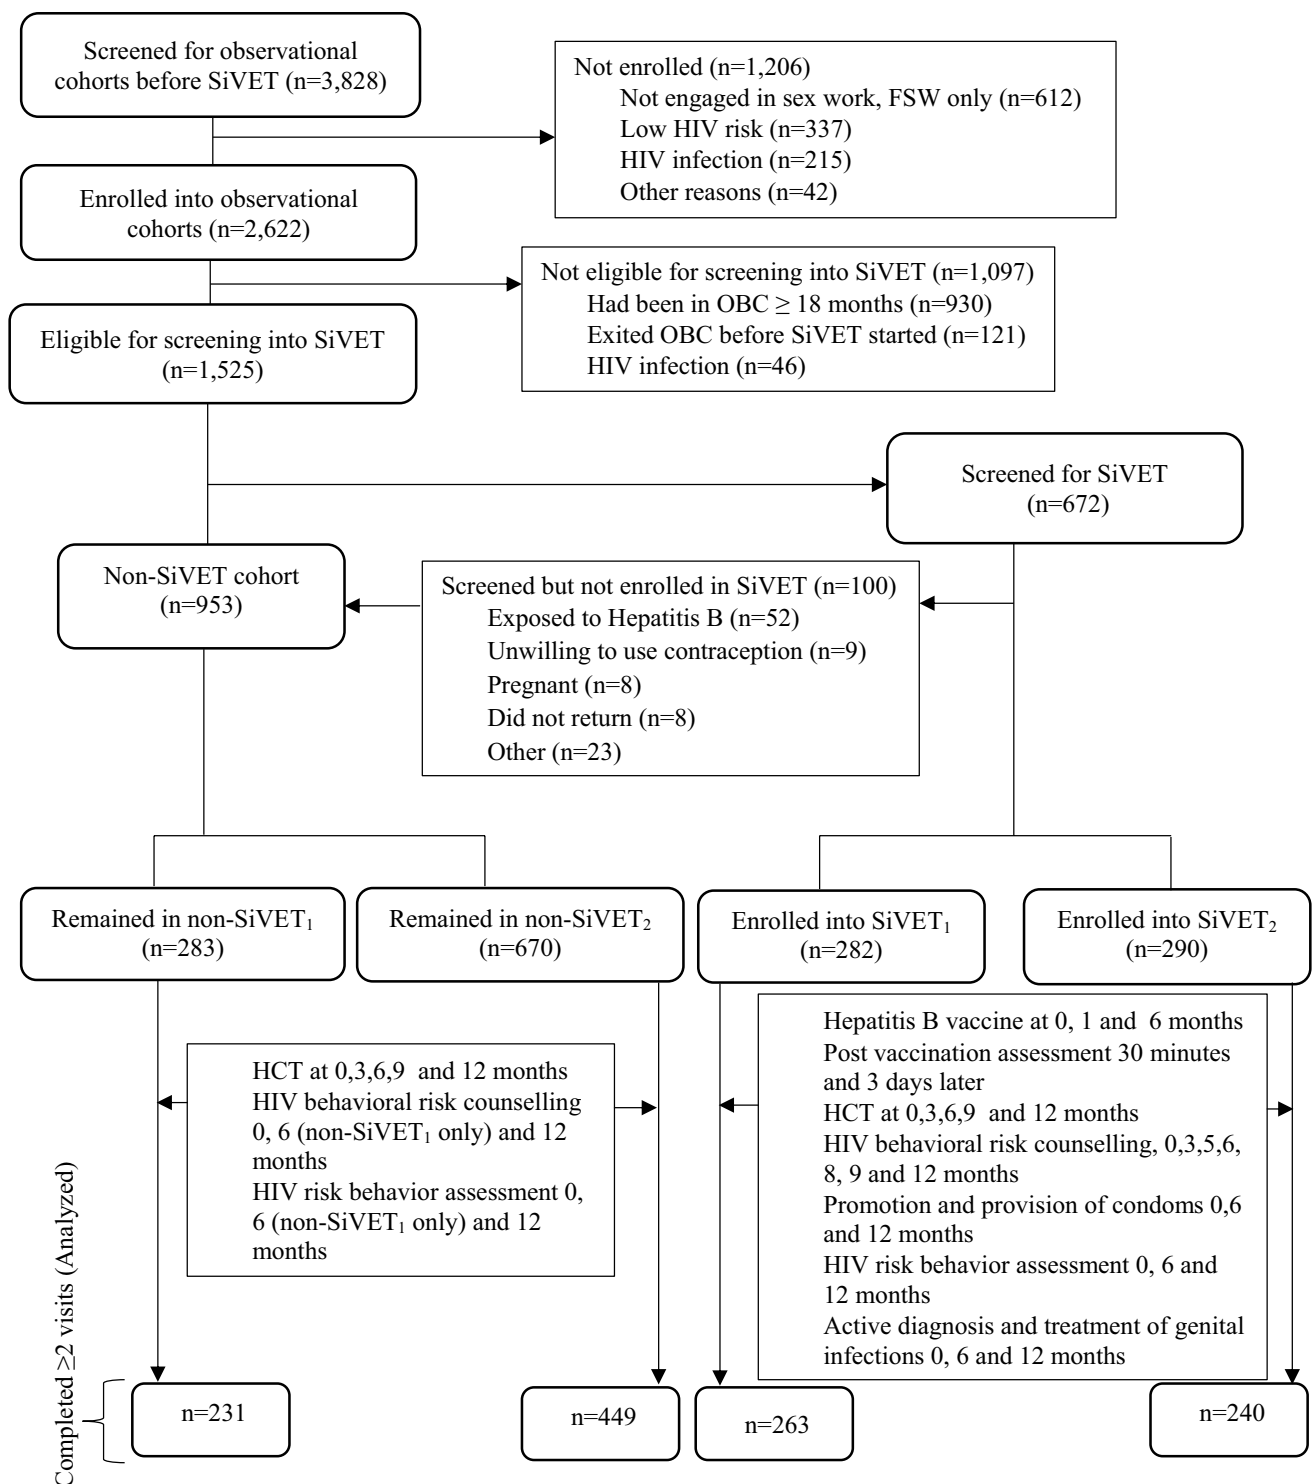 Screened for observational
cohorts before SiVET (n=3,828)
Not enrolled (n=1,206)
Not engaged in sex work, FSW only (n=612)
Low HIV risk (n=337)
HIV infection (n=215)
Other reasons (n=42)
Enrolled into observational
cohorts (n=2,622)
Not eligible for screening into SiVET (n=1,097)
Had been in OBC ≥ 18 months (n=930)
Exited OBC before SiVET started (n=121)
HIV infection (n=46)
Eligible for screening into SiVET
(n=1,525)
Screened for SiVET
(n=672)
Non-SiVET cohort
(n=953)
Screened but not enrolled in SiVET (n=100)
Exposed to Hepatitis B (n=52)
Unwilling to use contraception (n=9)
Pregnant (n=8)
Did not return (n=8)
Other (n=23)
Remained in non-SiVET₁
(n=283)
Remained in non-SiVET₂
(n=670)
Enrolled into SiVET₁
(n=282)
Enrolled into SiVET₂
(n=290)
HCT at 0,3,6,9  and 12 months
HIV behavioral risk counselling
0, 6 (non-SiVET₁ only) and 12
months
HIV risk behavior assessment 0,
6 (non-SiVET₁ only) and 12
months
Hepatitis B vaccine at 0, 1 and  6 months
Post vaccination assessment 30 minutes
and 3 days later
HCT at 0,3,6,9  and 12 months
HIV behavioral risk counselling, 0,3,5,6,
8, 9 and 12 months
Promotion and provision of condoms 0,6
and 12 months
HIV risk behavior assessment 0, 6 and
12 months
Active diagnosis and treatment of genital
infections 0, 6 and 12 months
Completed ≥2 visits (Analyzed)
n=231
n=449
n=263
n=240